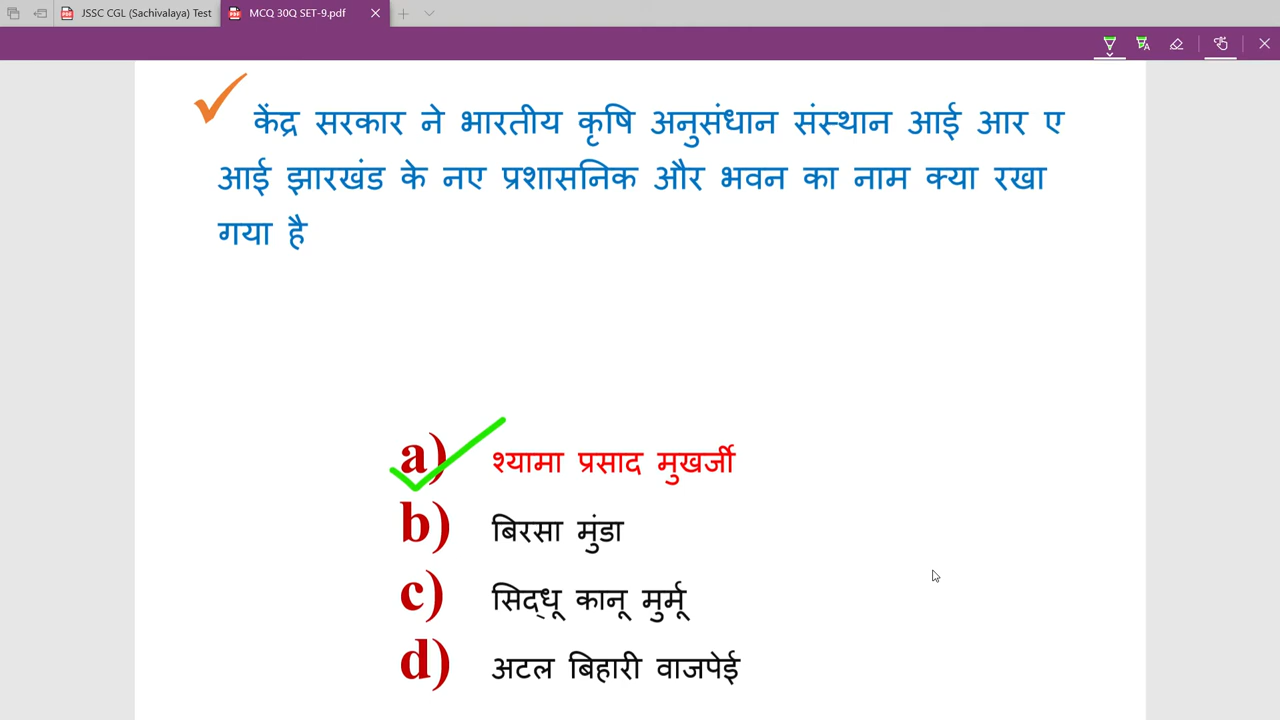 JSSC CGL (Sachivalaya) Test
MCQ 30Q SET-9.pdf
केंद्र सरकार ने भारतीय कृषि अनुसंधान संस्थान आई आर ए
आई झारखंड के नए प्रशासनिक और भवन का नाम क्या रखा
गया है
a) श्यामा प्रसाद मुखर्जी
b) बिरसा मुंडा
c) सिद्धू कानू मुर्मू
d) अटल बिहारी वाजपेई